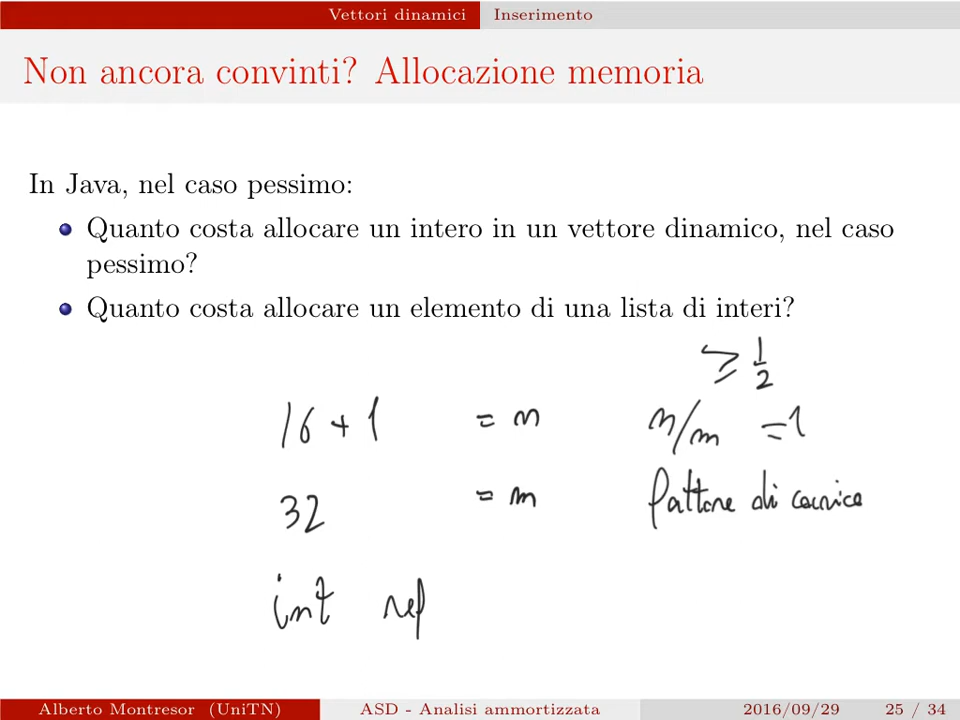 Vettori dinamici Inserimento
Non ancora convinti? Allocazione memoria
In Java, nel caso pessimo:
Quanto costa allocare un intero in un vettore dinamico, nel caso
pessimo?
Quanto costa allocare un elemento di una lista di interi?
≥ 1/2
16 + 1 = n n/m = 1
32 = m fattore di carico
int ref
Alberto Montresor (UniTN) ASD - Analisi ammortizzata 2016/09/29 25 / 34